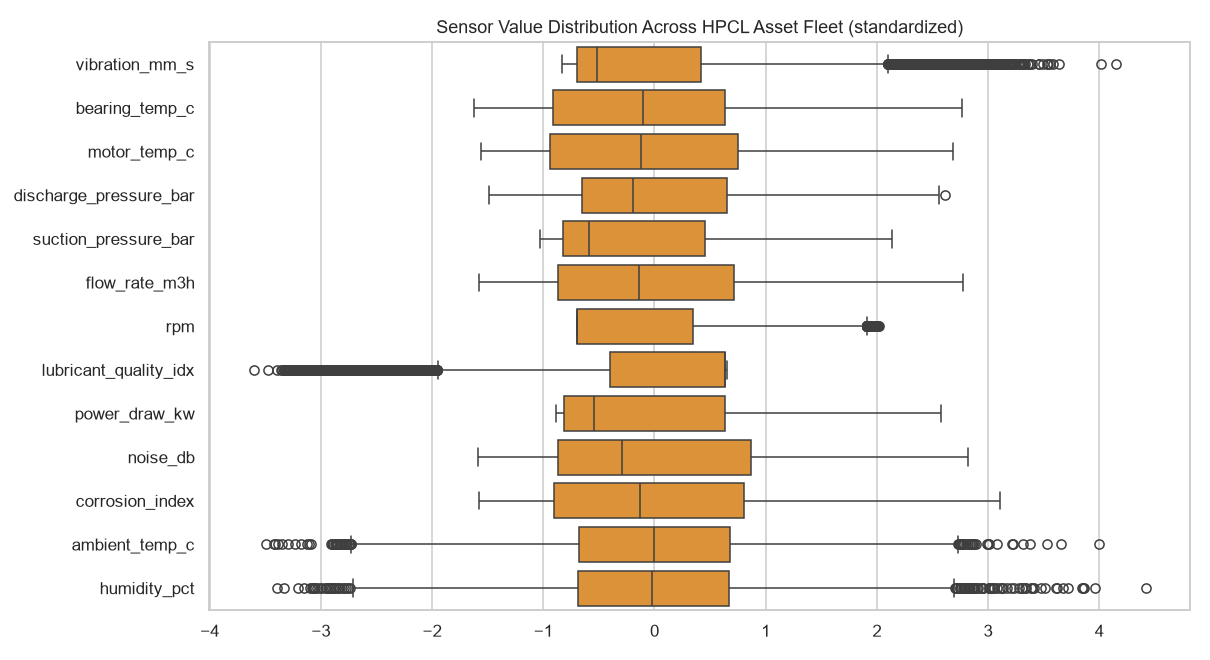 Sensor Value Distribution Across HPCL Asset Fleet (standardized)
vibration_mm_s
bearing_temp_c
motor_temp_c
discharge_pressure_bar
suction_pressure_bar
flow_rate_m3h
rpm
lubricant_quality_idx
power_draw_kw
noise_db
corrosion_index
ambient_temp_c
humidity_pct
−4 −3 −2 −1 0 1 2 3 4